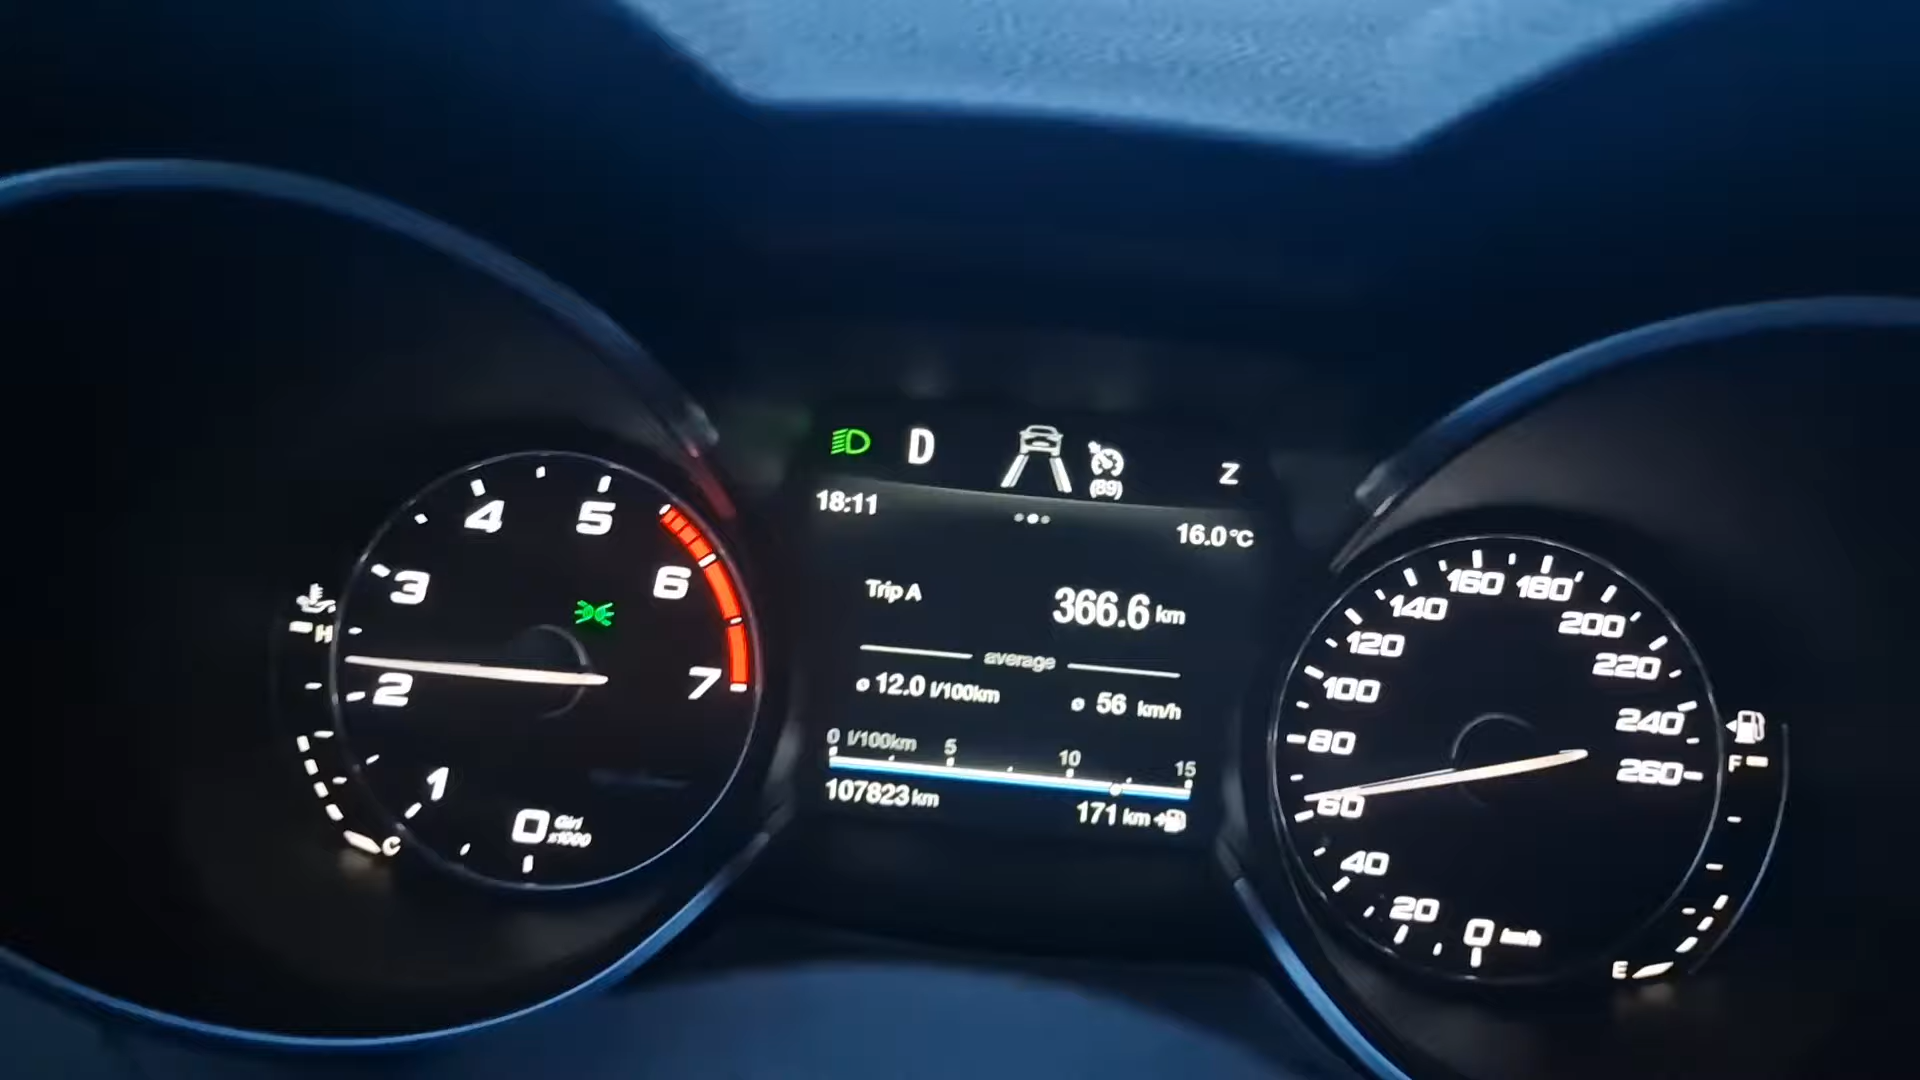 D
(89)
Z
18:11
16.0°C
Trip A
366.6 km
average
ø 12.0 l/100km
ø 56 km/h
0 l/100km 5 10 15
107823 km
171 km
0
1
2
3
4
5
6
7
Giri
x1000
H
C
0
20
40
60
80
100
120
140
160
180
200
220
240
260
km/h
F
E